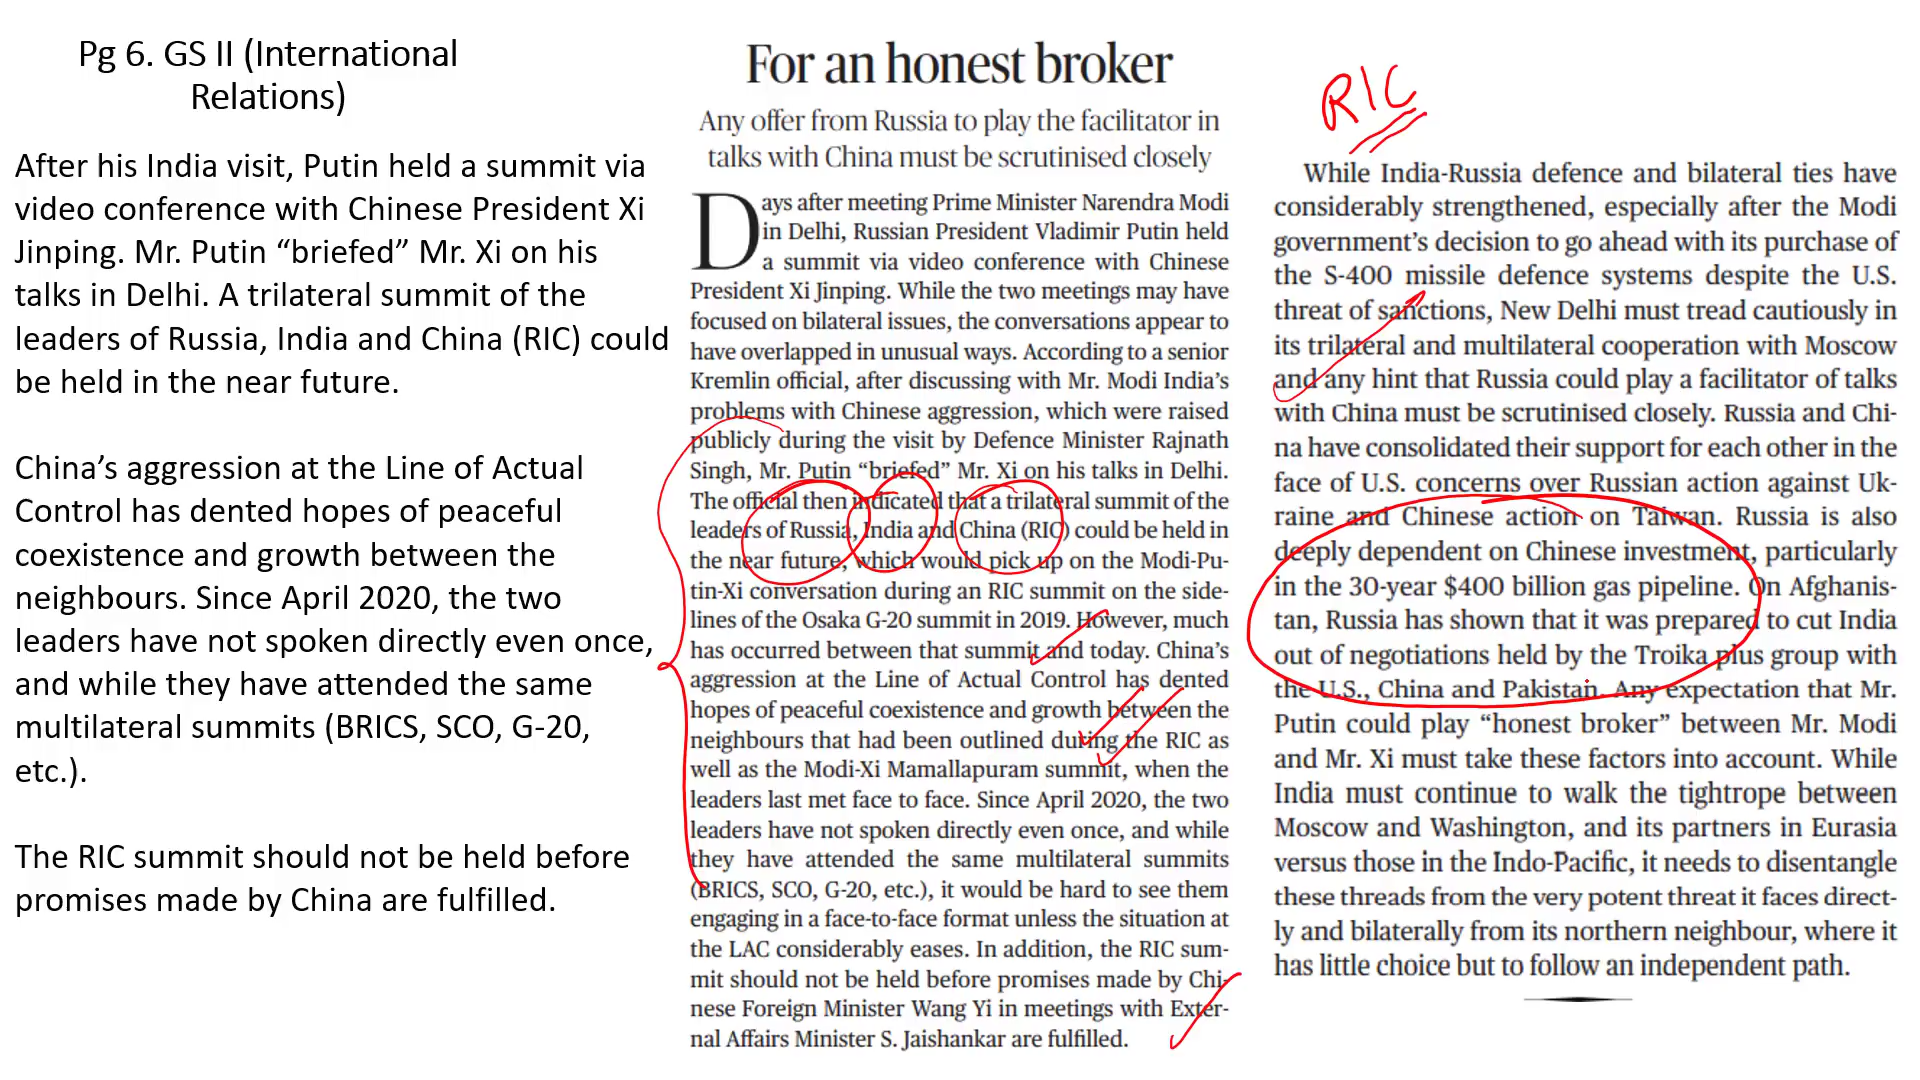 Pg 6. GS II (International
Relations)
After his India visit, Putin held a summit via
video conference with Chinese President Xi
Jinping. Mr. Putin “briefed” Mr. Xi on his
talks in Delhi. A trilateral summit of the
leaders of Russia, India and China (RIC) could
be held in the near future.
China’s aggression at the Line of Actual
Control has dented hopes of peaceful
coexistence and growth between the
neighbours. Since April 2020, the two
leaders have not spoken directly even once,
and while they have attended the same
multilateral summits (BRICS, SCO, G-20,
etc.).
The RIC summit should not be held before
promises made by China are fulfilled.
For an honest broker
Any offer from Russia to play the facilitator in
talks with China must be scrutinised closely
Days after meeting Prime Minister Narendra Modi
in Delhi, Russian President Vladimir Putin held
a summit via video conference with Chinese
President Xi Jinping. While the two meetings may have
focused on bilateral issues, the conversations appear to
have overlapped in unusual ways. According to a senior
Kremlin official, after discussing with Mr. Modi India’s
problems with Chinese aggression, which were raised
publicly during the visit by Defence Minister Rajnath
Singh, Mr. Putin “briefed” Mr. Xi on his talks in Delhi.
The official then indicated that a trilateral summit of the
leaders of Russia, India and China (RIC) could be held in
the near future, which would pick up on the Modi-Pu-
tin-Xi conversation during an RIC summit on the side-
lines of the Osaka G-20 summit in 2019. However, much
has occurred between that summit and today. China’s
aggression at the Line of Actual Control has dented
hopes of peaceful coexistence and growth between the
neighbours that had been outlined during the RIC as
well as the Modi-Xi Mamallapuram summit, when the
leaders last met face to face. Since April 2020, the two
leaders have not spoken directly even once, and while
they have attended the same multilateral summits
(BRICS, SCO, G-20, etc.), it would be hard to see them
engaging in a face-to-face format unless the situation at
the LAC considerably eases. In addition, the RIC sum-
mit should not be held before promises made by Chi-
nese Foreign Minister Wang Yi in meetings with Exter-
nal Affairs Minister S. Jaishankar are fulfilled.
RIC
While India-Russia defence and bilateral ties have
considerably strengthened, especially after the Modi
government’s decision to go ahead with its purchase of
the S-400 missile defence systems despite the U.S.
threat of sanctions, New Delhi must tread cautiously in
its trilateral and multilateral cooperation with Moscow
and any hint that Russia could play a facilitator of talks
with China must be scrutinised closely. Russia and Chi-
na have consolidated their support for each other in the
face of U.S. concerns over Russian action against Uk-
raine and Chinese action on Taiwan. Russia is also
deeply dependent on Chinese investment, particularly
in the 30-year $400 billion gas pipeline. On Afghanis-
tan, Russia has shown that it was prepared to cut India
out of negotiations held by the Troika plus group with
the U.S., China and Pakistan. Any expectation that Mr.
Putin could play “honest broker” between Mr. Modi
and Mr. Xi must take these factors into account. While
India must continue to walk the tightrope between
Moscow and Washington, and its partners in Eurasia
versus those in the Indo-Pacific, it needs to disentangle
these threads from the very potent threat it faces direct-
ly and bilaterally from its northern neighbour, where it
has little choice but to follow an independent path.